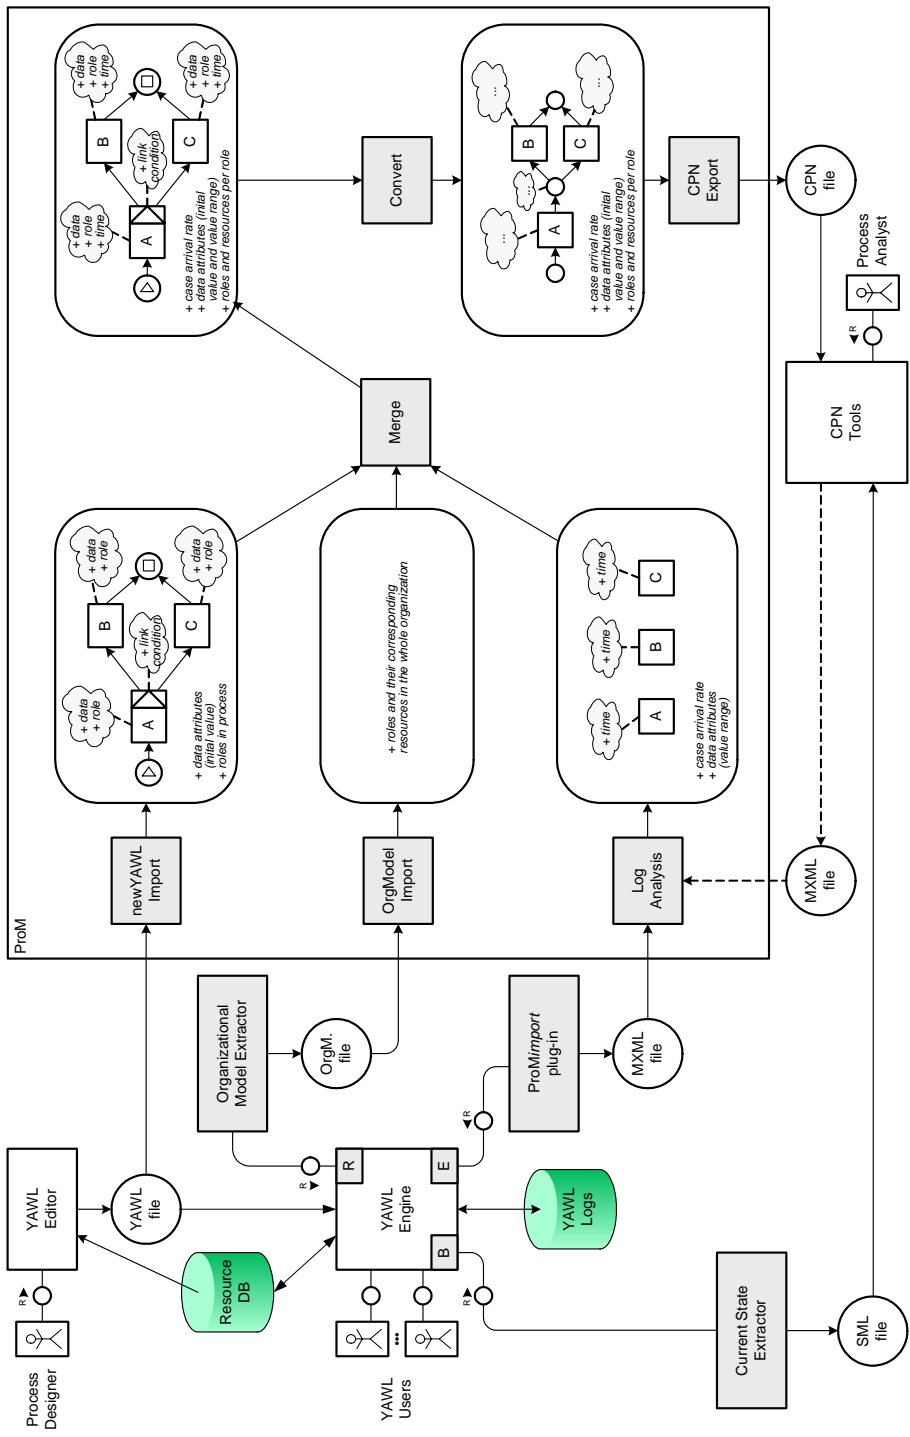 Process
Designer
R
YAWL
Editor
YAWL
file
Resource
DB
YAWL
Users
...
YAWL
Engine
R
E
B
R
R
R
YAWL
Logs
Organizational
Model Extractor
OrgM.
file
ProMimport
plug-in
MXML
file
Current State
Extractor
SML
file
ProM
newYAWL
Import
OrgModel
Import
Log
Analysis
MXML
file
+ data
+ role
A
+ link
condition
B
+ data
+ role
C
+ data
+ role
+ data attributes
(inital value)
+ roles in process
+ roles and their corresponding
resources in the whole organization
+ time
A
+ time
B
+ time
C
+ case arrival rate
+ data attributes
(value range)
Merge
+ data
+ role
+ time
A
+ link
condition
B
+ data
+ role
+ time
C
+ data
+ role
+ time
+ case arrival rate
+ data attributes (inital
value and value range)
+ roles and resources per role
Convert
...
A
...
B
...
C
...
+ case arrival rate
+ data attributes (inital
value and value range)
+ roles and resources per role
CPN
Export
CPN
file
CPN
Tools
R
Process
Analyst